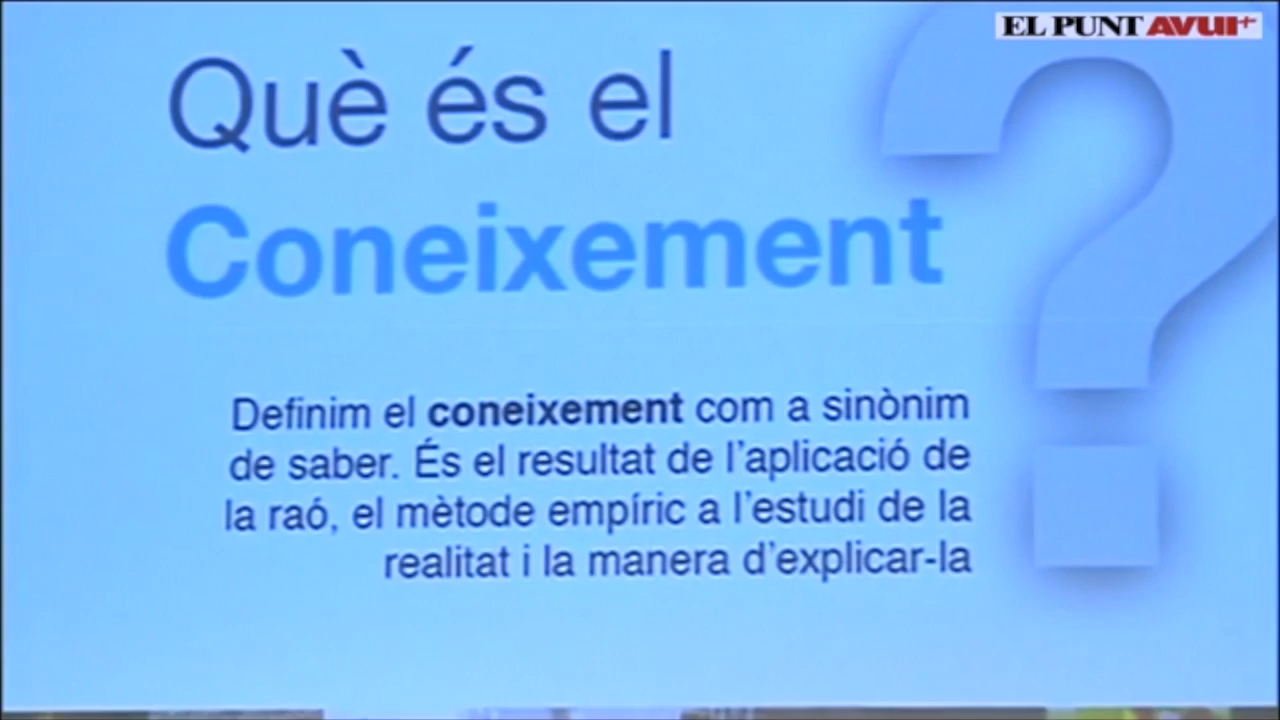 EL PUNT AVUI+
Què és el
Coneixement
?
Definim el coneixement com a sinònim
de saber. És el resultat de l'aplicació de
la raó, el mètode empíric a l'estudi de la
realitat i la manera d'explicar-la